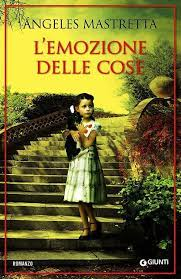 ÁNGELES MASTRETTA
L'EMOZIONE
DELLE COSE
ROMANZO
GIUNTI